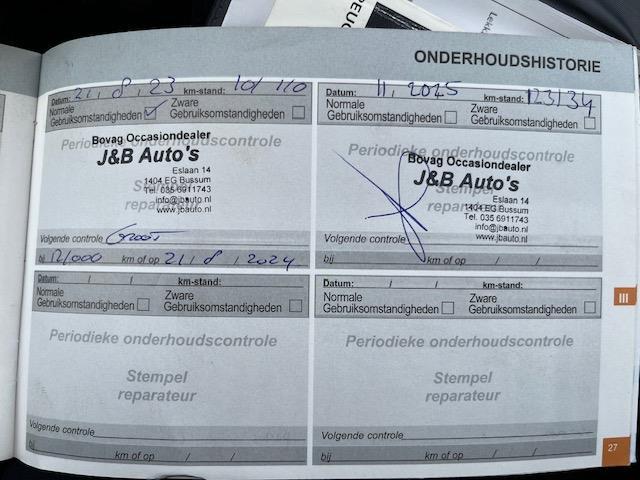 PEUG
Lekk
ONDERHOUDSHISTORIE
Datum: 21, 8, 23 km-stand:
Normale Gebruiksomstandigheden
Zware Gebruiksomstandigheden
Periodieke onderhoudscontrole
Bovag Occasiondealer
J&B Auto's
Eslaan 14
1404 EG Bussum
Tel. 035 6911743
info@jbauto.nl
www.jbauto.nl
Stempel
reparateur
Volgende controle GROOT
bij km of op 21, 8, 2024
Datum: 11, 2025 km-stand: 123134
Normale Gebruiksomstandigheden
Zware Gebruiksomstandigheden
Periodieke onderhoudscontrole
Bovag Occasiondealer
J&B Auto's
Eslaan 14
1404 EG Bussum
Tel. 035 6911743
info@jbauto.nl
www.jbauto.nl
Stempel
reparateur
Volgende controle
bij km of op / /
Datum: / / km-stand:
Normale Gebruiksomstandigheden
Zware Gebruiksomstandigheden
Periodieke onderhoudscontrole
Stempel
reparateur
Volgende controle
bij km of op / /
Datum: / / km-stand:
Normale Gebruiksomstandigheden
Zware Gebruiksomstandigheden
Periodieke onderhoudscontrole
Stempel
reparateur
Volgende controle
bij km of op / /
III
27